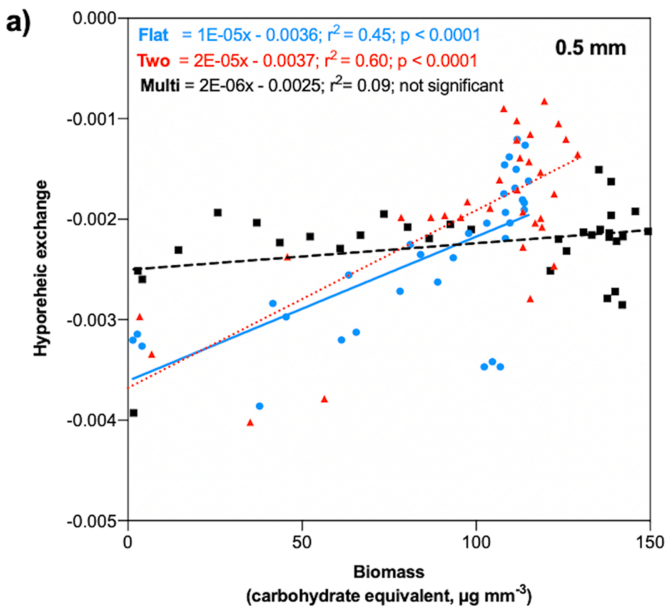 a)
0.000
-0.001
-0.002
-0.003
-0.004
-0.005
Hyporeheic exchange
Flat = 1E-05x - 0.0036; r2 = 0.45; p < 0.0001
Two = 2E-05x - 0.0037; r2 = 0.60; p < 0.0001
Multi = 2E-06x - 0.0025; r2= 0.09; not significant
0.5 mm
0 50 100 150
Biomass
(carbohydrate equivalent, µg mm-3)